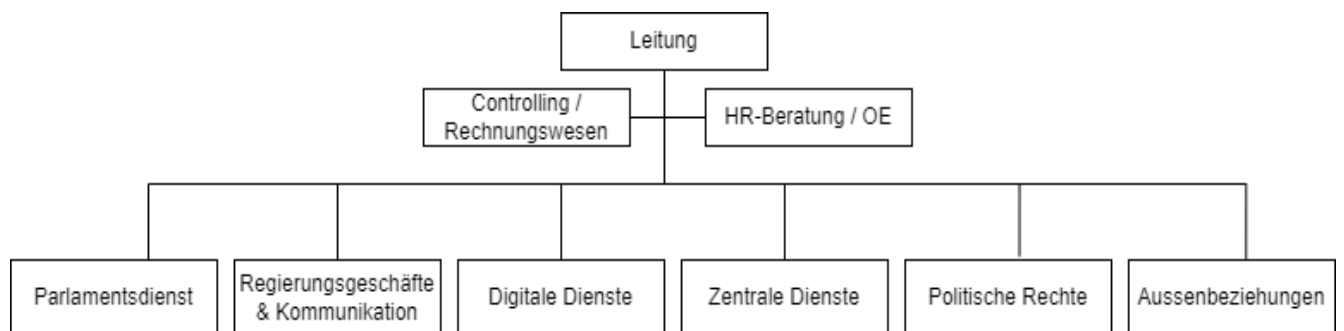 Leitung
Controlling /
Rechnungswesen
HR-Beratung / OE
Parlamentsdienst
Regierungsgeschäfte
& Kommunikation
Digitale Dienste
Zentrale Dienste
Politische Rechte
Aussenbeziehungen